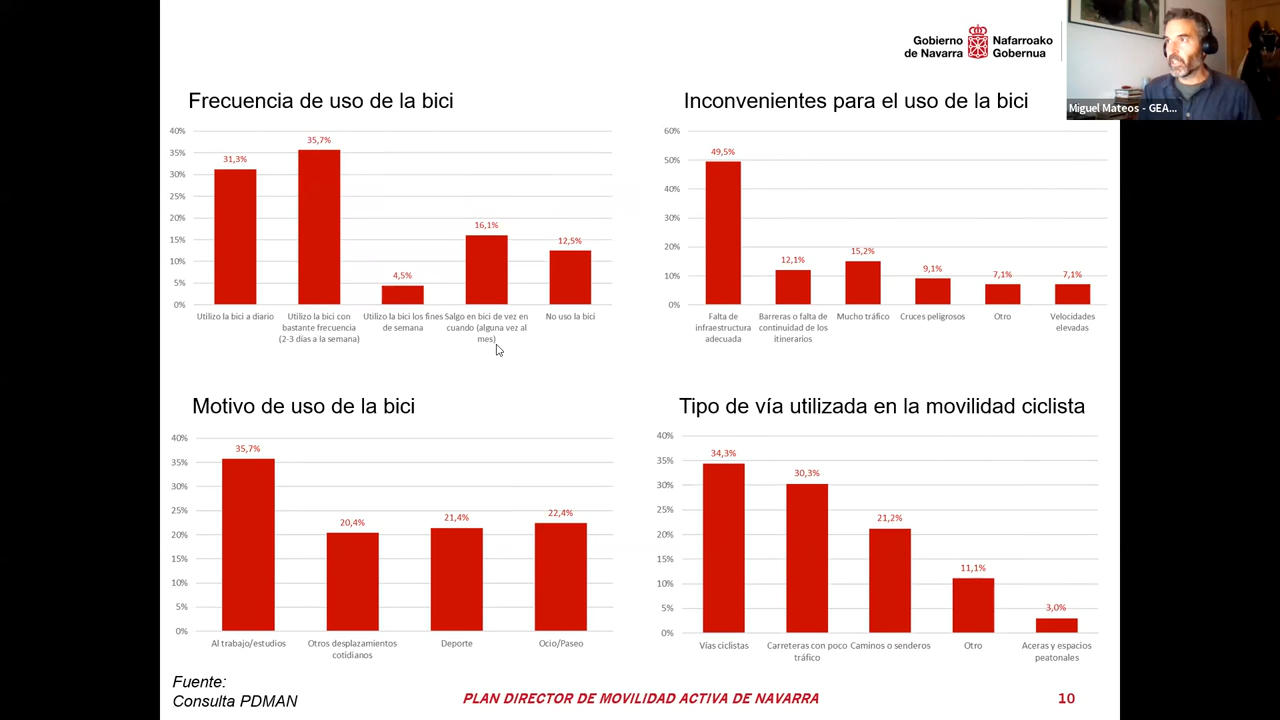 Gobierno
de Navarra
Nafarroako
Gobernua
Miguel Mateos - GEA...
Frecuencia de uso de la bici
40%
35%
30%
25%
20%
15%
10%
5%
0%
31,3%
35,7%
4,5%
16,1%
12,5%
Utilizo la bici a diario
Utilizo la bici con
bastante frecuencia
(2-3 días a la semana)
Utilizo la bici los fines
de semana
Salgo en bici de vez en
cuando (alguna vez al
mes)
No uso la bici
Inconvenientes para el uso de la bici
60%
50%
40%
30%
20%
10%
0%
49,5%
12,1%
15,2%
9,1%
7,1%
7,1%
Falta de
infraestructura
adecuada
Barreras o falta de
continuidad de los
itinerarios
Mucho tráfico
Cruces peligrosos
Otro
Velocidades
elevadas
Motivo de uso de la bici
40%
35%
30%
25%
20%
15%
10%
5%
0%
35,7%
20,4%
21,4%
22,4%
Al trabajo/estudios
Otros desplazamientos
cotidianos
Deporte
Ocio/Paseo
Tipo de vía utilizada en la movilidad ciclista
40%
35%
30%
25%
20%
15%
10%
5%
0%
34,3%
30,3%
21,2%
11,1%
3,0%
Vías ciclistas
Carreteras con poco
tráfico
Caminos o senderos
Otro
Aceras y espacios
peatonales
Fuente:
Consulta PDMAN
PLAN DIRECTOR DE MOVILIDAD ACTIVA DE NAVARRA
10